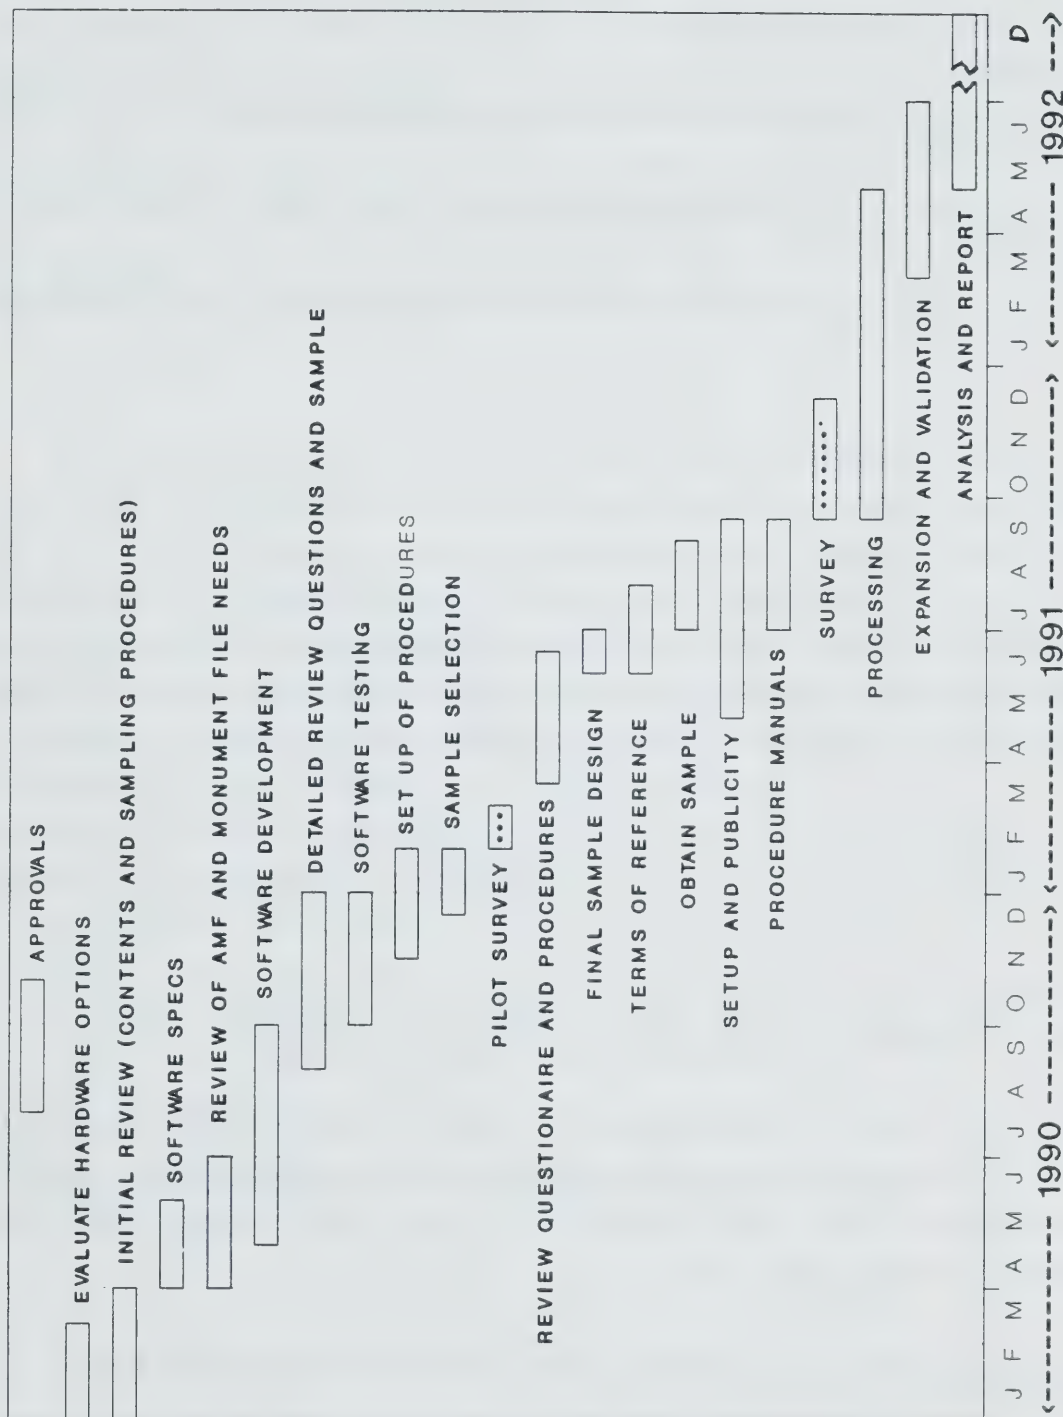 APPROVALS
EVALUATE HARDWARE OPTIONS
INITIAL REVIEW (CONTENTS AND SAMPLING PROCEDURES)
SOFTWARE SPECS
REVIEW OF AMF AND MONUMENT FILE NEEDS
SOFTWARE DEVELOPMENT
DETAILED REVIEW QUESTIONS AND SAMPLE
SOFTWARE TESTING
SET UP OF PROCEDURES
SAMPLE SELECTION
PILOT SURVEY
REVIEW QUESTIONAIRE AND PROCEDURES
FINAL SAMPLE DESIGN
TERMS OF REFERENCE
OBTAIN SAMPLE
SETUP AND PUBLICITY
PROCEDURE MANUALS
SURVEY
PROCESSING
EXPANSION AND VALIDATION
ANALYSIS AND REPORT
J F M A M J J A S O N D J F M A M J J A S O N D J F M A M J D
<---------- 1990 ----------><---------- 1991 ----------> <---------- 1992 --->